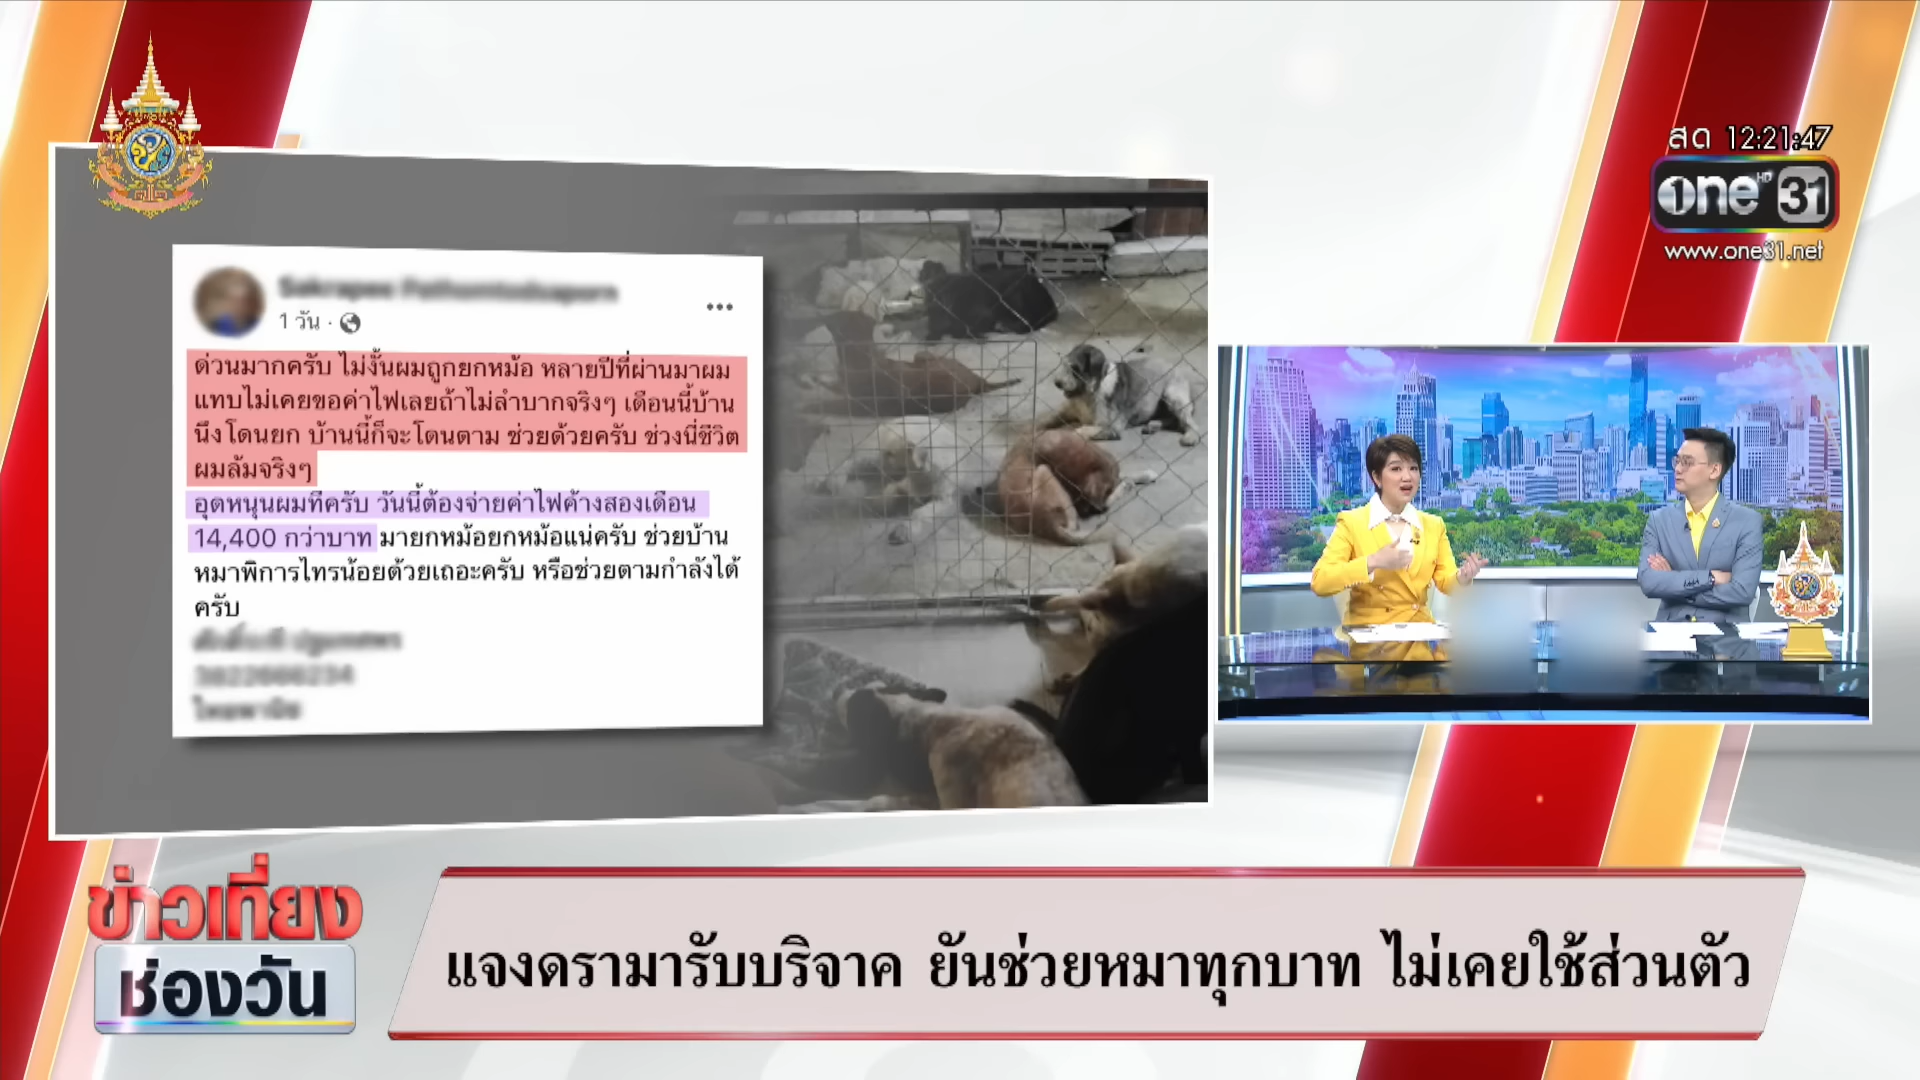 สด 12:21:47
one HD 31
www.one31.net
1 วัน
ด่วนมากครับ ไม่งั้นผมถูกยกหม้อ หลายปีที่ผ่านมาผม
แทบไม่เคยขอค่าไฟเลยถ้าไม่ลำบากจริงๆ เดือนนี้บ้าน
นึงโดนยก บ้านนี้ก็จะโดนตาม ช่วยด้วยครับ ช่วงนี้ชีวิต
ผมล้มจริงๆ
อุดหนุนผมทีครับ วันนี้ต้องจ่ายค่าไฟค้างสองเดือน
14,400 กว่าบาท มายกหม้อยกหม้อแน่ครับ ช่วยบ้าน
หมาพิการไทรน้อยด้วยเถอะครับ หรือช่วยตามกำลังได้
ครับ
ข่าวเที่ยง
ช่องวัน
แจงดรามารับบริจาค ยันช่วยหมาทุกบาท ไม่เคยใช้ส่วนตัว